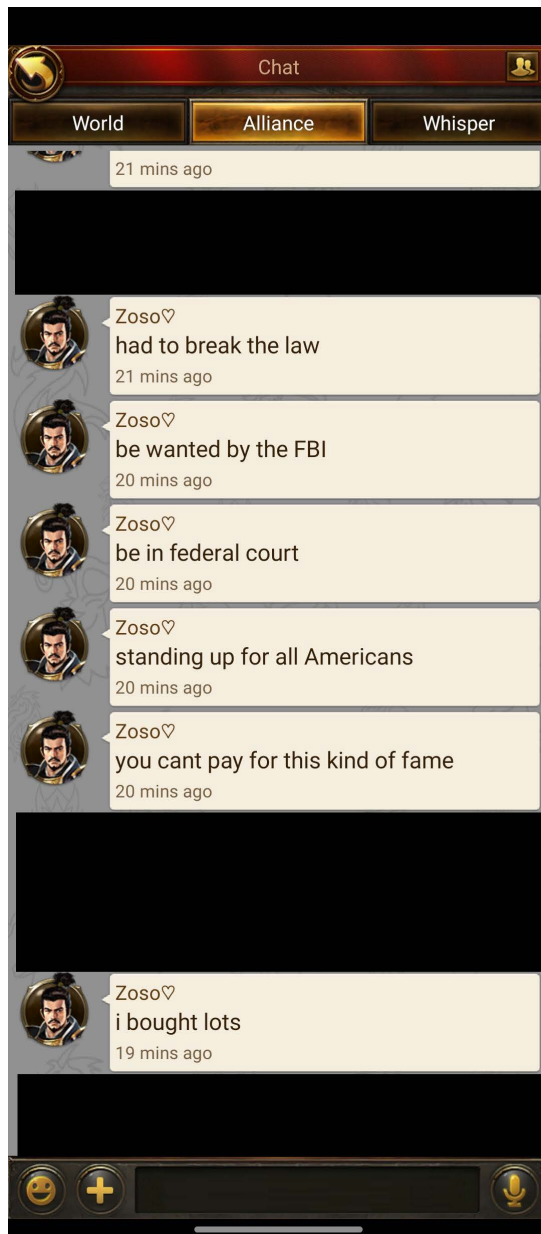 Chat
World
Alliance
Whisper
21 mins ago
Zoso♡
had to break the law
21 mins ago
Zoso♡
be wanted by the FBI
20 mins ago
Zoso♡
be in federal court
20 mins ago
Zoso♡
standing up for all Americans
20 mins ago
Zoso♡
you cant pay for this kind of fame
20 mins ago
Zoso♡
i bought lots
19 mins ago